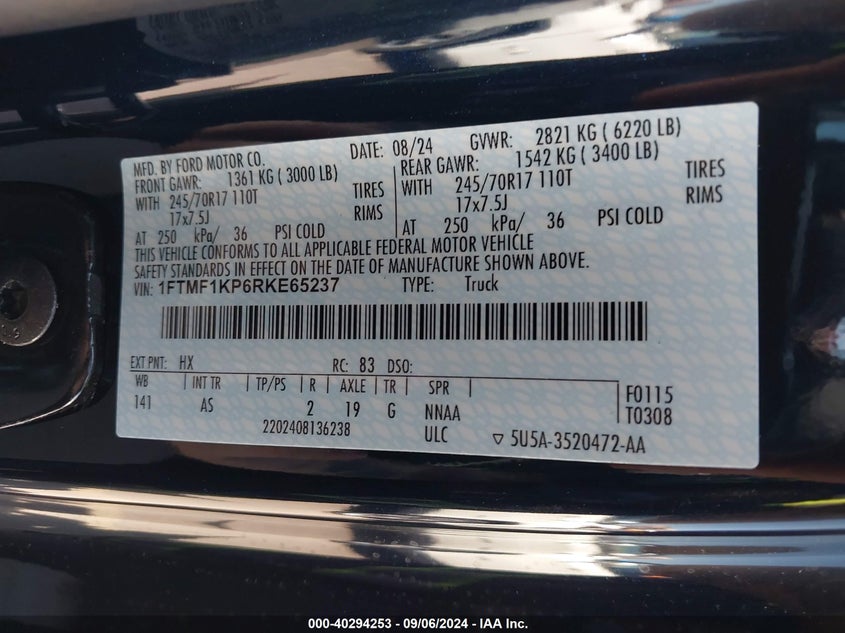 MFD. BY FORD MOTOR CO. DATE: 08/24 GVWR: 2821 KG ( 6220 LB)
FRONT GAWR: 1361 KG ( 3000 LB) REAR GAWR: 1542 KG ( 3400 LB)
WITH 245/70R17 110T TIRES WITH 245/70R17 110T TIRES
17x7.5J RIMS 17x7.5J RIMS
AT 250 kPa/ 36 PSI COLD AT 250 kPa/ 36 PSI COLD
THIS VEHICLE CONFORMS TO ALL APPLICABLE FEDERAL MOTOR VEHICLE
SAFETY STANDARDS IN EFFECT ON THE DATE OF MANUFACTURE SHOWN ABOVE.
VIN: 1FTMF1KP6RKE65237 TYPE: Truck
EXT PNT: HX RC: 83 DSO:
WB INT TR TP/PS R AXLE TR SPR F0115
141 AS 2 19 G NNAA T0308
2202408136238 ULC ▽ 5U5A-3520472-AA
000-40294253 - 09/06/2024 - IAA Inc.